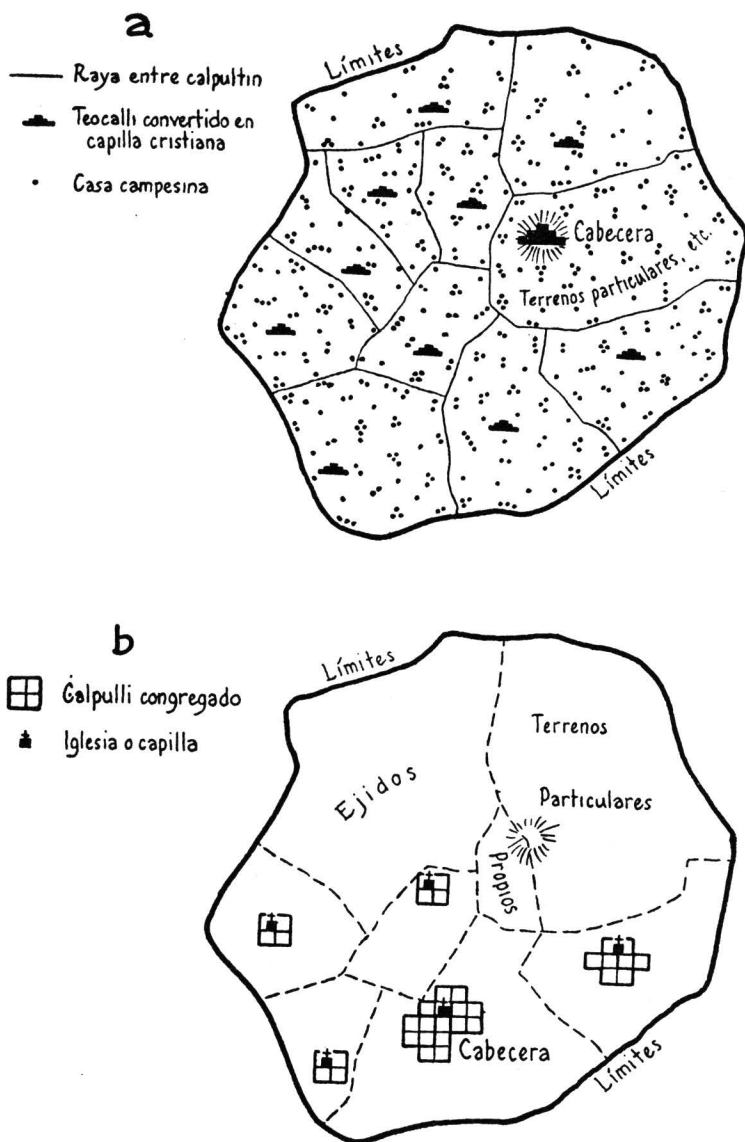 a
Raya entre calpultin
Teocalli convertido en
capilla cristiana
Casa campesina
Límites
Cabecera
Terrenos particulares, etc.
Límites
b
Calpulli congregado
Iglesia o capilla
Límites
Terrenos
Particulares
Ejidos
Propios
Cabecera
Límites